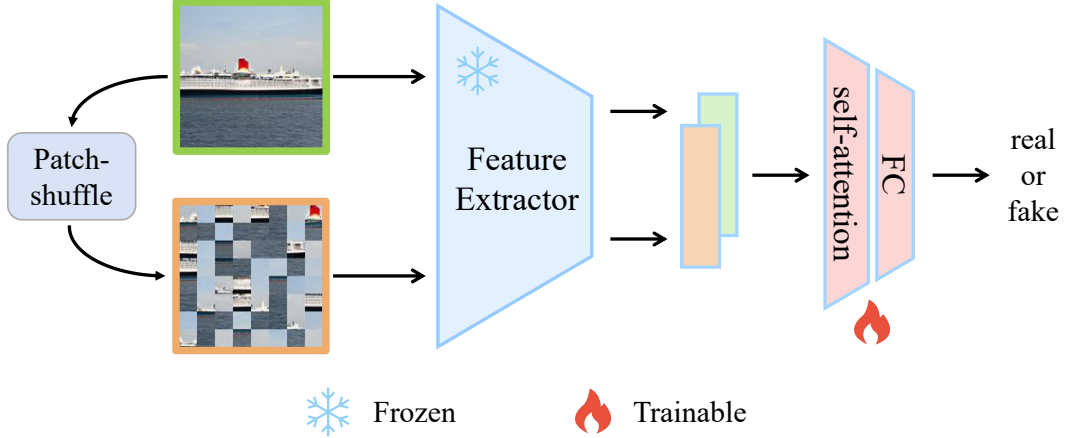 Patch-
shuffle
Feature
Extractor
self-attention
FC
real
or
fake
Frozen
Trainable